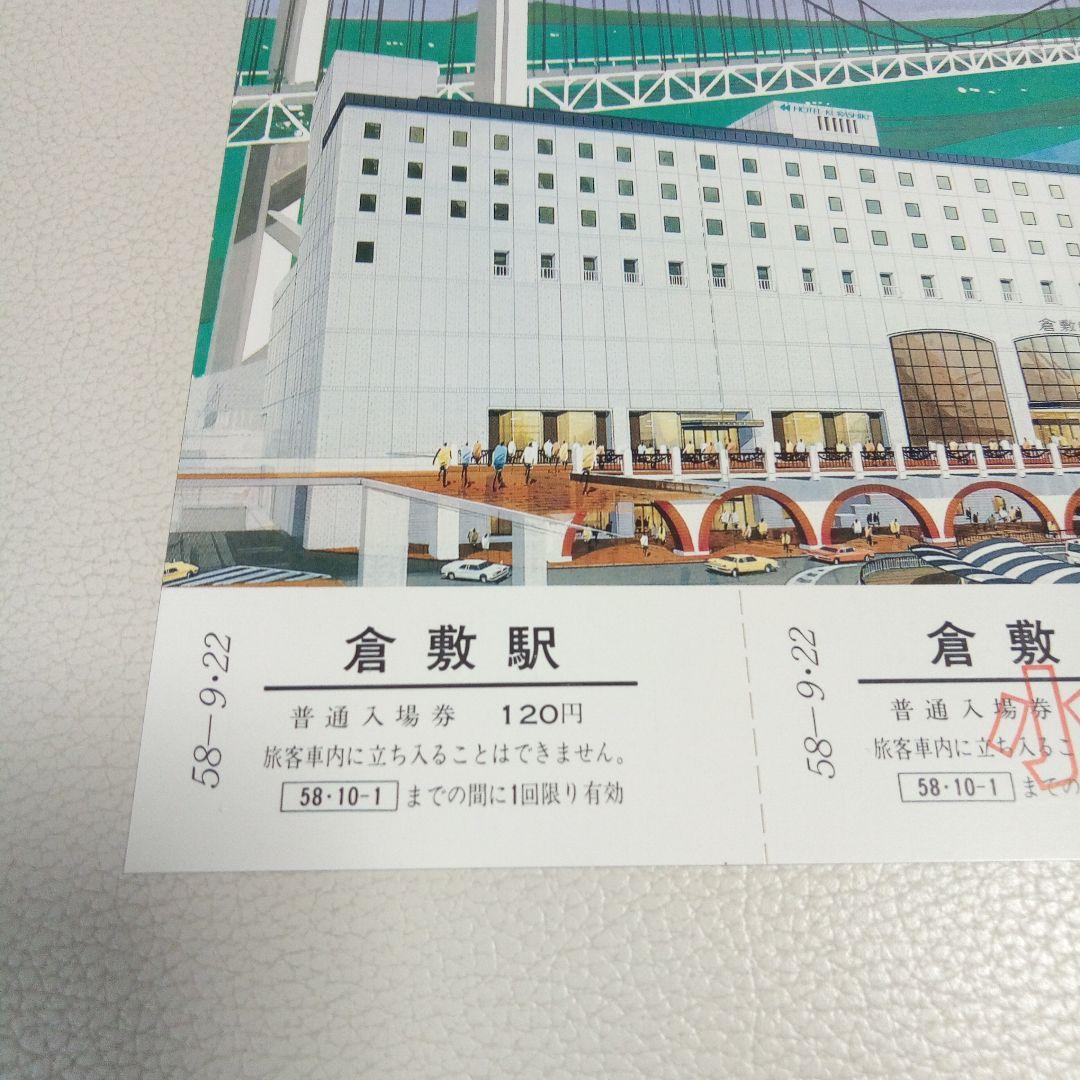 HOTEL KURASHIKI
倉敷
58-9・22
倉敷駅
普通入場券 120円
旅客車内に立ち入ることはできません。
58・10-1 までの間に1回限り有効
58-9・22
倉敷
普通入場券
旅客車内に立ち入るこ
58・10-1 までの